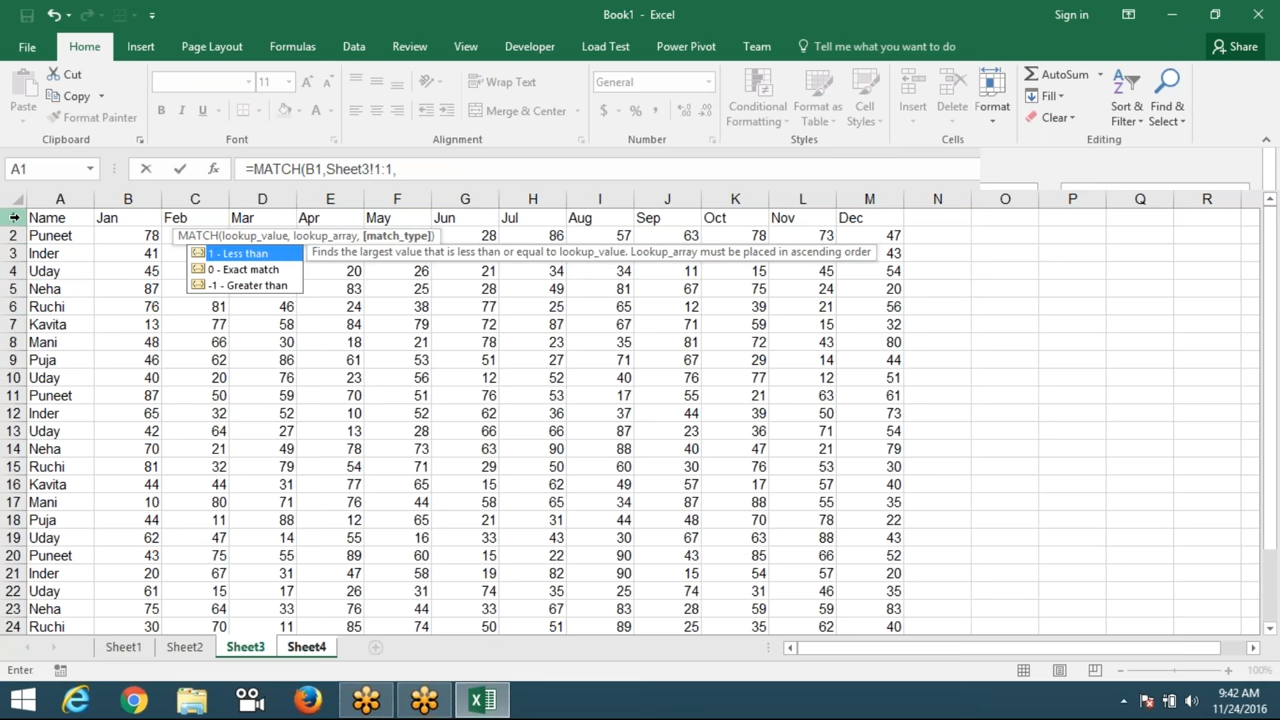 Book1 - Excel
Sign in
File Home Insert Page Layout Formulas Data Review View Developer Load Test Power Pivot Team Tell me what you want to do Share
Paste Cut Copy Format Painter
11 Wrap Text Merge & Center
General
Conditional Formatting Format as Table Cell Styles
Insert Delete Format
AutoSum Fill Clear
Sort & Filter Find & Select
Clipboard Font Alignment Number Styles Cells Editing
A1 =MATCH(B1,Sheet3!1:1,
A B C D E F G H I J K L M N O P Q R
Name Jan Feb Mar Apr May Jun Jul Aug Sep Oct Nov Dec
MATCH(lookup_value, lookup_array, [match_type])
1 - Less than
0 - Exact match
-1 - Greater than
Finds the largest value that is less than or equal to lookup_value. Lookup_array must be placed in ascending order
2 Puneet 78 28 86 57 63 78 73 47
3 Inder 41 43
4 Uday 45 20 26 21 34 34 11 15 45 54
5 Neha 87 83 25 28 49 81 67 75 24 20
6 Ruchi 76 81 46 24 38 77 25 65 12 39 21 56
7 Kavita 13 77 58 84 79 72 87 67 71 59 15 32
8 Mani 48 66 30 18 21 78 23 35 81 72 43 80
9 Puja 46 62 86 61 53 51 27 71 67 29 14 44
10 Uday 40 20 76 23 56 12 52 40 76 77 12 51
11 Puneet 87 50 59 70 51 76 53 17 55 21 63 61
12 Inder 65 32 52 10 52 62 36 37 44 39 50 73
13 Uday 42 64 27 13 28 66 66 87 23 36 71 54
14 Neha 70 21 49 78 73 63 90 88 40 47 21 79
15 Ruchi 81 32 79 54 71 29 50 60 30 76 53 30
16 Kavita 44 44 31 77 65 15 62 49 57 17 57 40
17 Mani 10 80 71 76 44 58 65 34 87 88 55 35
18 Puja 44 11 88 12 65 21 31 44 48 70 78 22
19 Uday 62 47 14 55 16 33 43 30 67 63 88 43
20 Puneet 43 75 55 89 60 15 22 90 43 85 66 52
21 Inder 20 67 31 47 58 19 82 90 15 54 57 20
22 Uday 61 15 17 26 31 74 35 25 74 31 46 35
23 Neha 75 64 33 76 44 33 67 83 28 59 59 83
24 Ruchi 30 70 11 85 74 50 51 89 25 35 62 40
Sheet1 Sheet2 Sheet3 Sheet4
Enter 100%
9:42 AM
11/24/2016